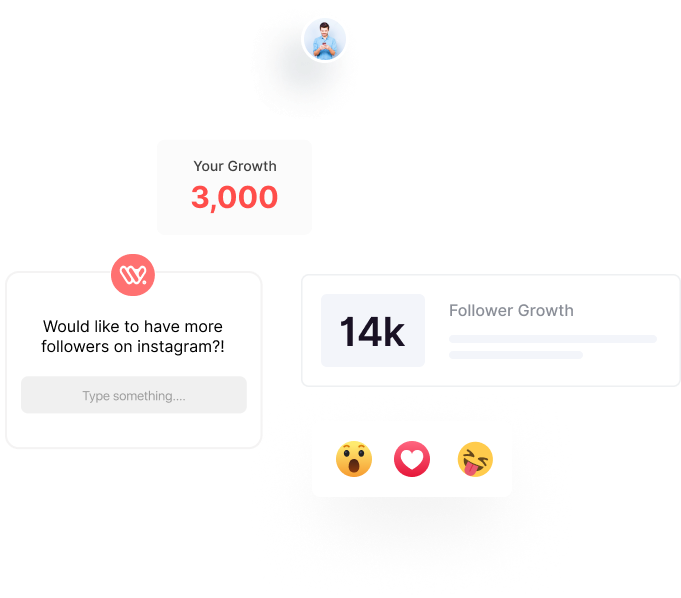 Your Growth
3,000
Would like to have more
followers on instagram?!
Type something....
14k
Follower Growth